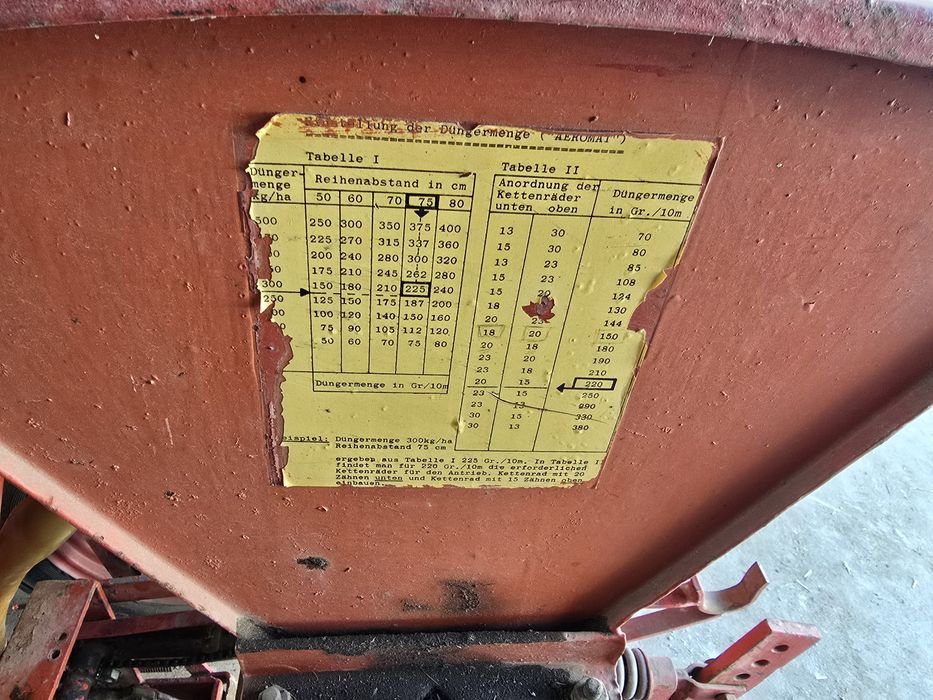 Einstellung der Düngermenge ("AEROMAT")
Tabelle I
Dünger-
menge
kg/ha
Reihenabstand in cm
50 60 70 75 80
500 250 300 350 375 400
225 270 315 337 360
200 240 280 300 320
175 210 245 262 280
300 150 180 210 225 240
250 125 150 175 187 200
100 120 140 150 160
75 90 105 112 120
50 60 70 75 80
Düngermenge in Gr/10m
Tabelle II
Anordnung der
Kettenräder
unten oben
Düngermenge
in Gr./10m
13 30 70
15 30 80
13 23 85
15 23 108
15 20 124
18 130
20 23 144
18 20 150
20 18 180
23 20 190
23 18 210
20 15 220
23 15 250
23 13 290
30 15 330
30 13 380
Düngermenge 300kg/ha
Reihenabstand 75 cm
ergeben aus Tabelle I 225 Gr./10m. In Tabelle
findet man für 220 Gr./10m die erforderlichen
Kettenräder für den Antrieb. Kettenrad mit 20
Zähnen unten und Kettenrad mit 15 Zähnen oben
einbauen.